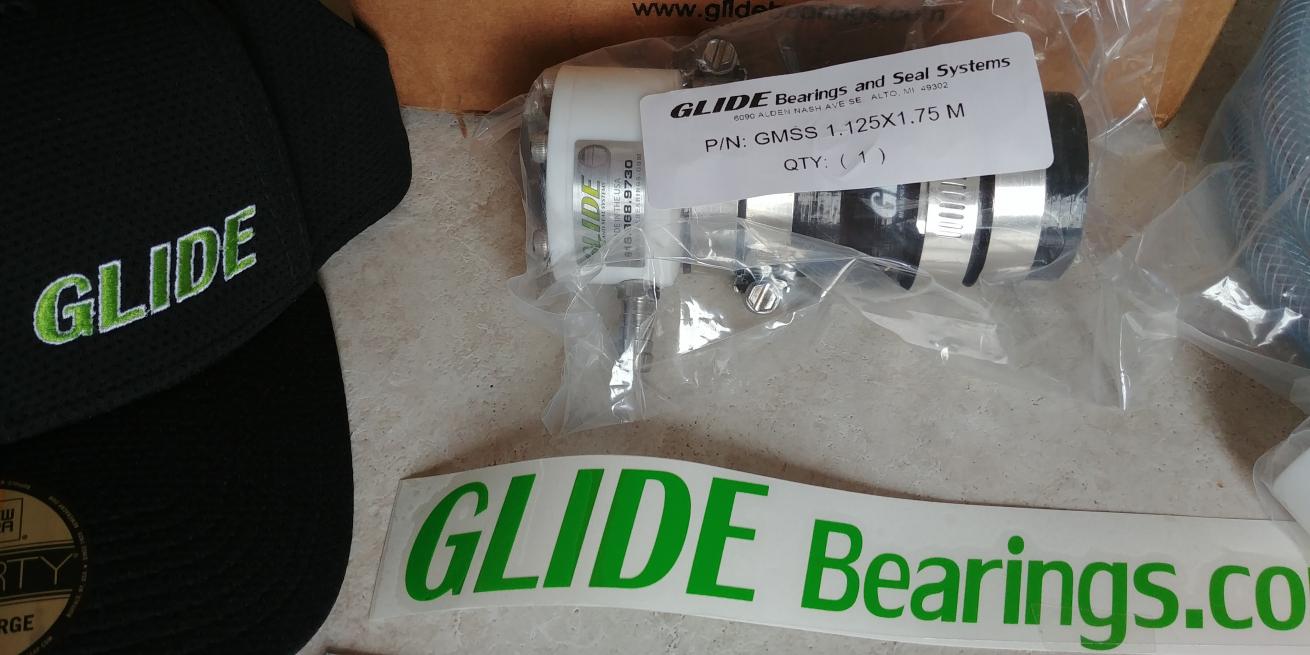 www.glidebearings.com
GLIDE Bearings and Seal Systems
6090 ALDEN NASH AVE SE. ALTO, MI 49302
P/N: GMSS 1.125X1.75 M
QTY: ( 1 )
GLIDE
GLIDE
GLIDE Bearings.co
RGE